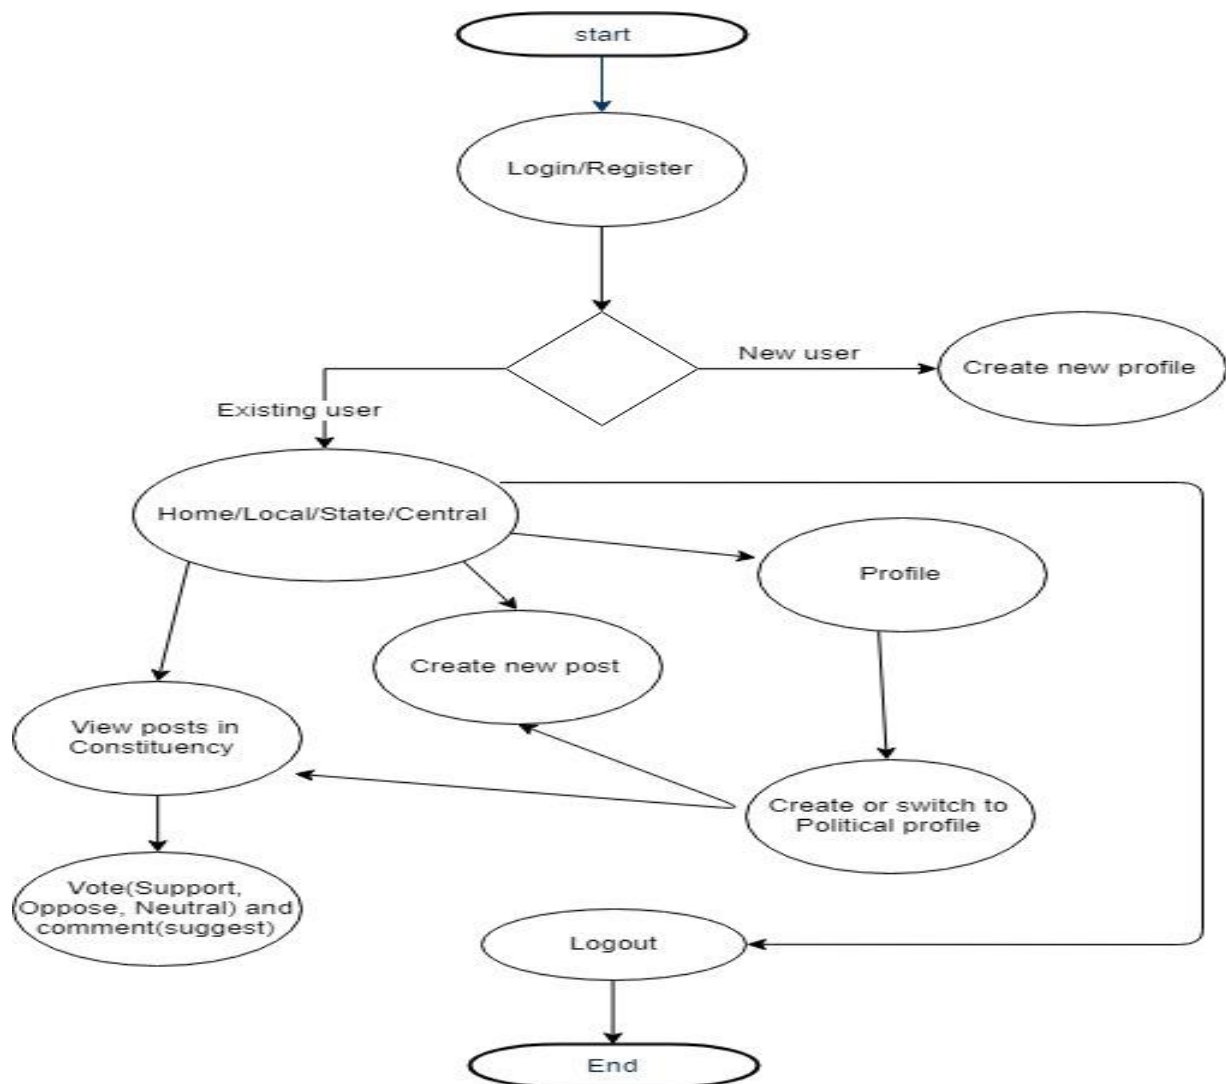 start
Login/Register
New user
Create new profile
Existing user
Home/Local/State/Central
Profile
Create new post
View posts in
Constituency
Create or switch to
Political profile
Vote(Support,
Oppose, Neutral) and
comment(suggest)
Logout
End